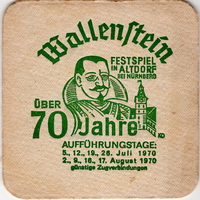 Wallenstein
FESTSPIEL
IN ALTDORF
BEI NÜRNBERG
ÜBER
70 Jahre
AUFFÜHRUNGSTAGE:
5., 12., 19., 26. Juli 1970
2., 9., 16., 17. August 1970
günstige Zugverbindungen